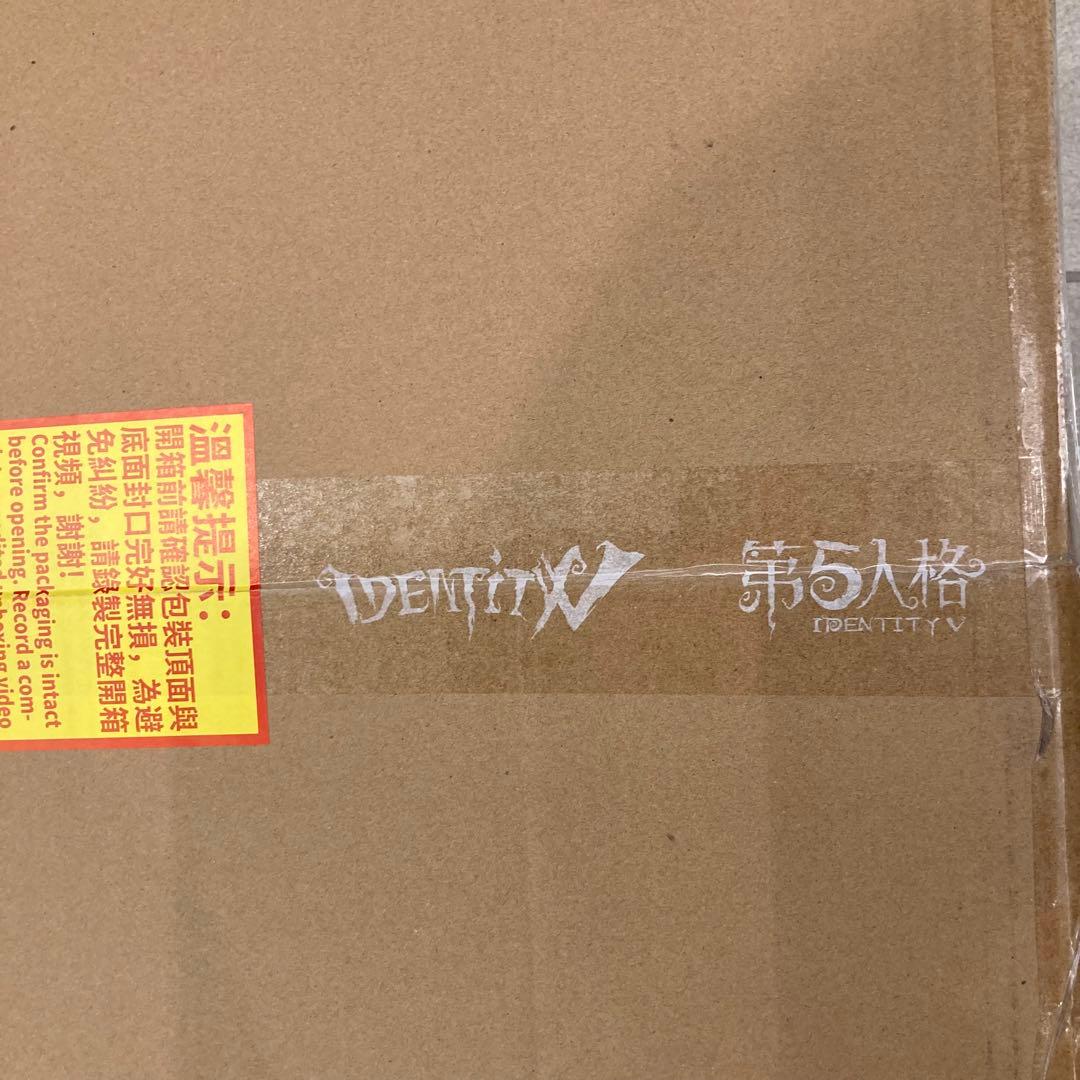 溫馨提示：
開箱前請確認包裝頂面與
底面封口完好無損，為避
免糾紛，請錄製完整開箱
視頻，謝謝！
Confirm the packaging is intact
before opening. Record a com-
unboxing video
IDENTITY V
第5人格
IDENTITY V